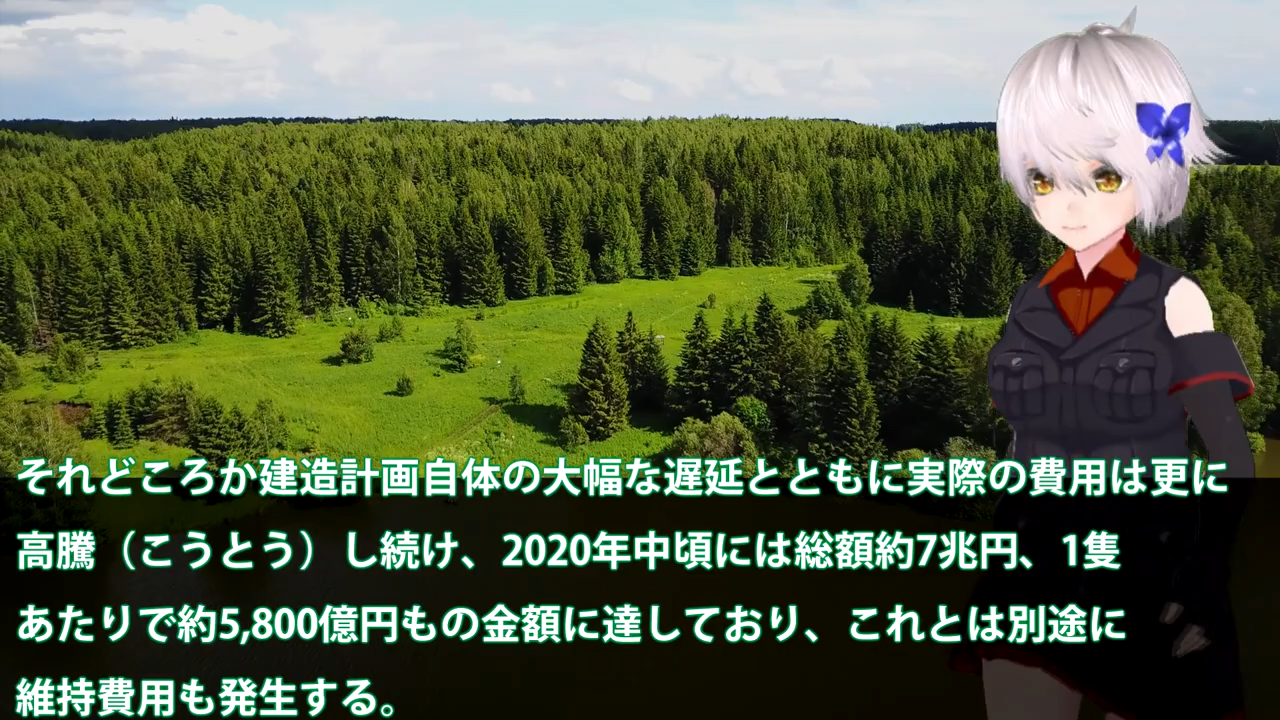 それどころか建造計画自体の大幅な遅延とともに実際の費用は更に
高騰（こうとう）し続け、2020年中頃には総額約7兆円、1隻
あたりで約5,800億円もの金額に達しており、これとは別途に
維持費用も発生する。